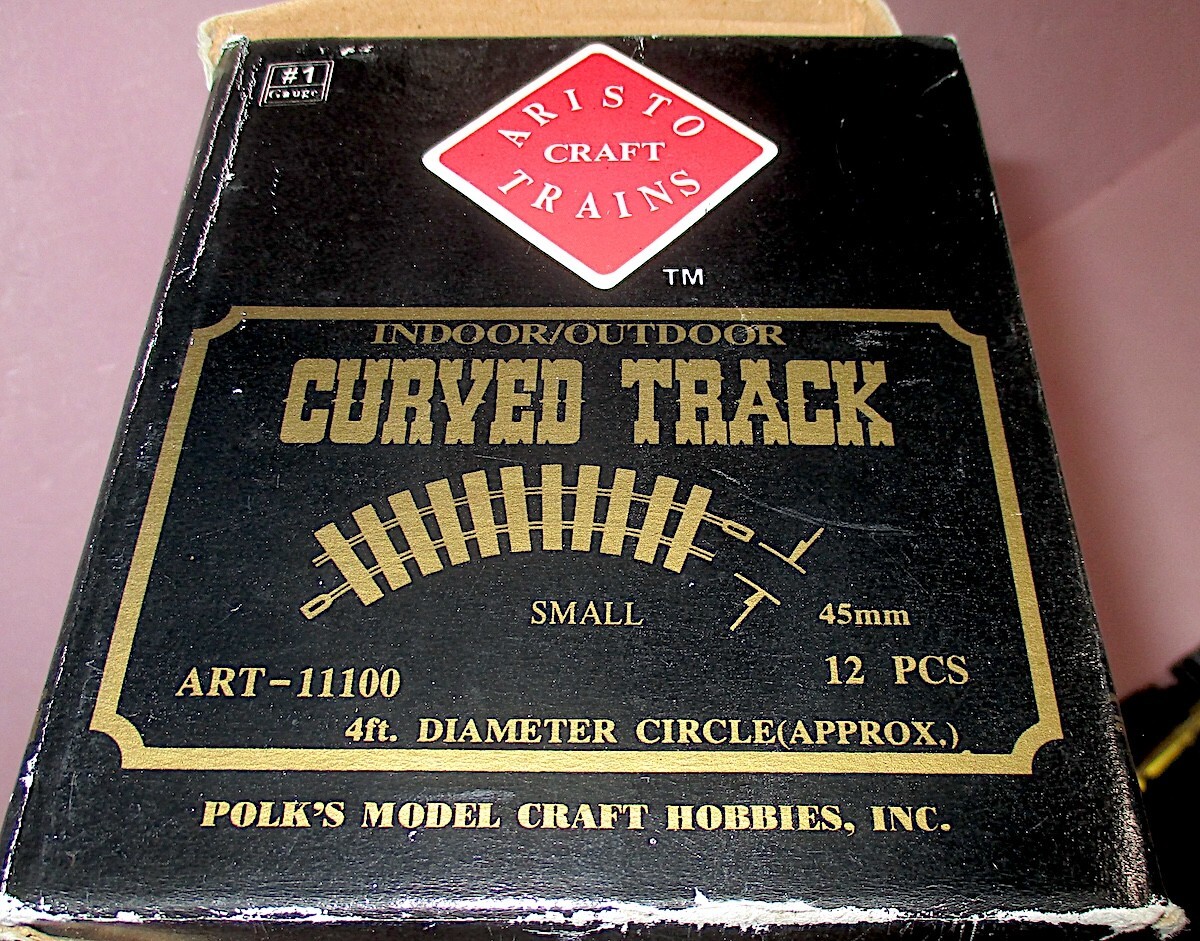 #1
Gauge
ARISTO
CRAFT
TRAINS
TM
INDOOR/OUTDOOR
CURVED TRACK
SMALL
45mm
ART-11100
12 PCS
4ft. DIAMETER CIRCLE(APPROX.)
POLK'S MODEL CRAFT HOBBIES, INC.